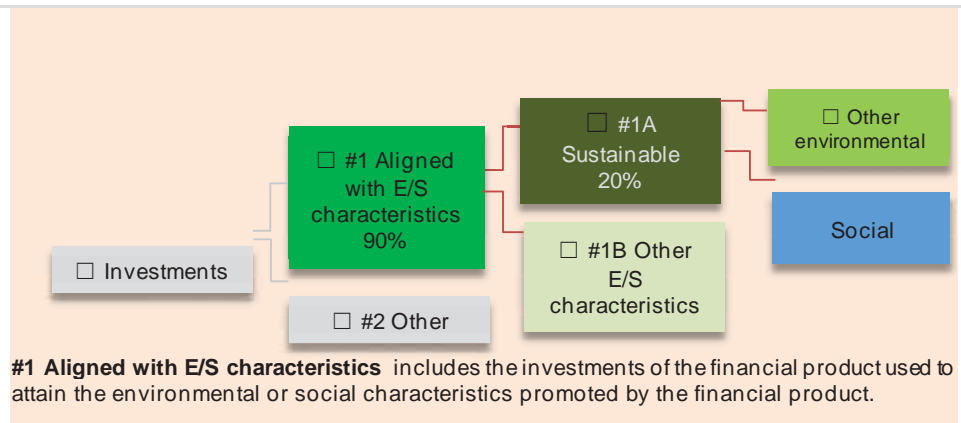 ☐ Investments
☐ #1 Aligned
with E/S
characteristics
90%
☐ #2 Other
☐ #1A
Sustainable
20%
☐ #1B Other
E/S
characteristics
☐ Other
environmental
Social
#1 Aligned with E/S characteristics includes the investments of the financial product used to
attain the environmental or social characteristics promoted by the financial product.